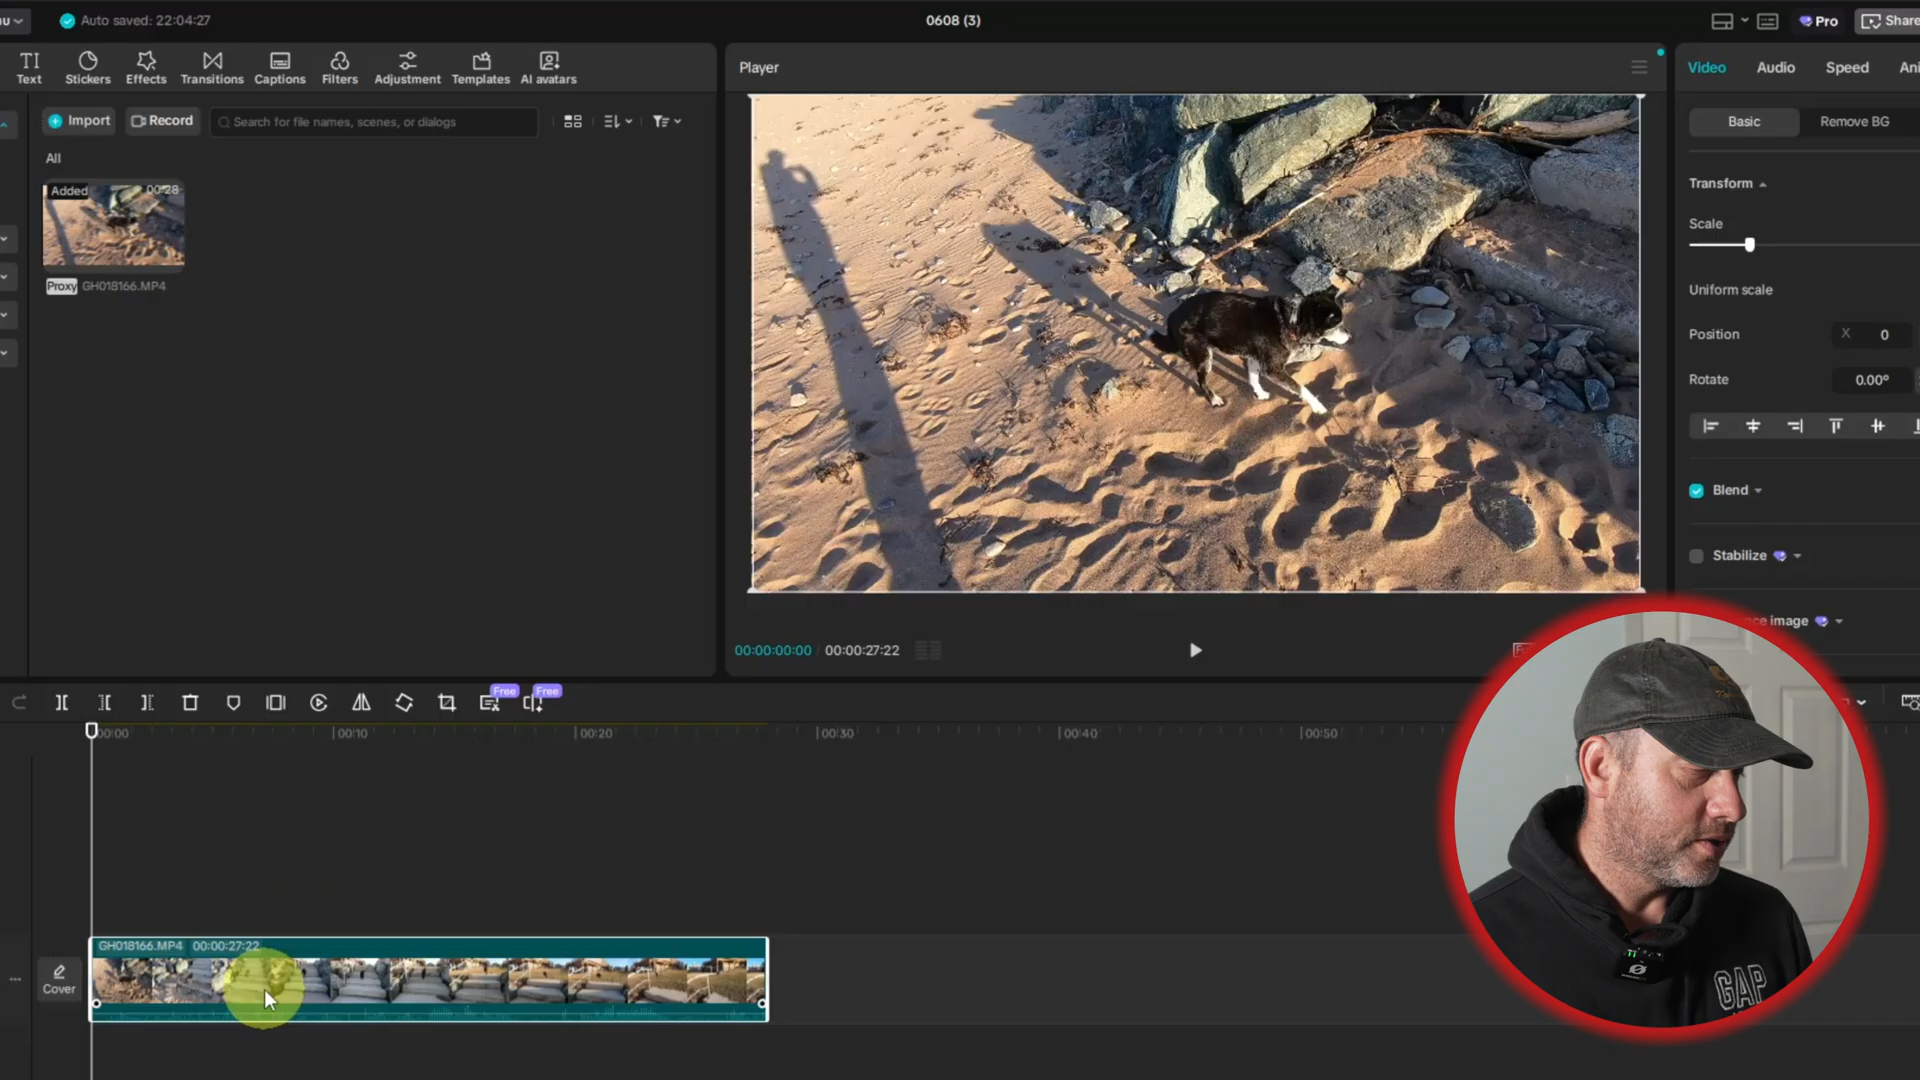 Auto saved: 22:04:27
0608 (3)
Pro
Share
Text
Stickers
Effects
Transitions
Captions
Filters
Adjustment
Templates
AI avatars
Player
Video
Audio
Speed
Import
Record
Search for file names, scenes, or dialogs
Basic
Remove BG
All
Added
00:28
Proxy
GH018166.MP4
Transform
Scale
Uniform scale
Position
X
0
Rotate
0.00°
Blend
Stabilize
image
00:00:00:00
00:00:27:22
Free
Free
00:00
00:10
00:20
00:30
00:40
00:50
GH018166.MP4
00:00:27:22
Cover
GAP